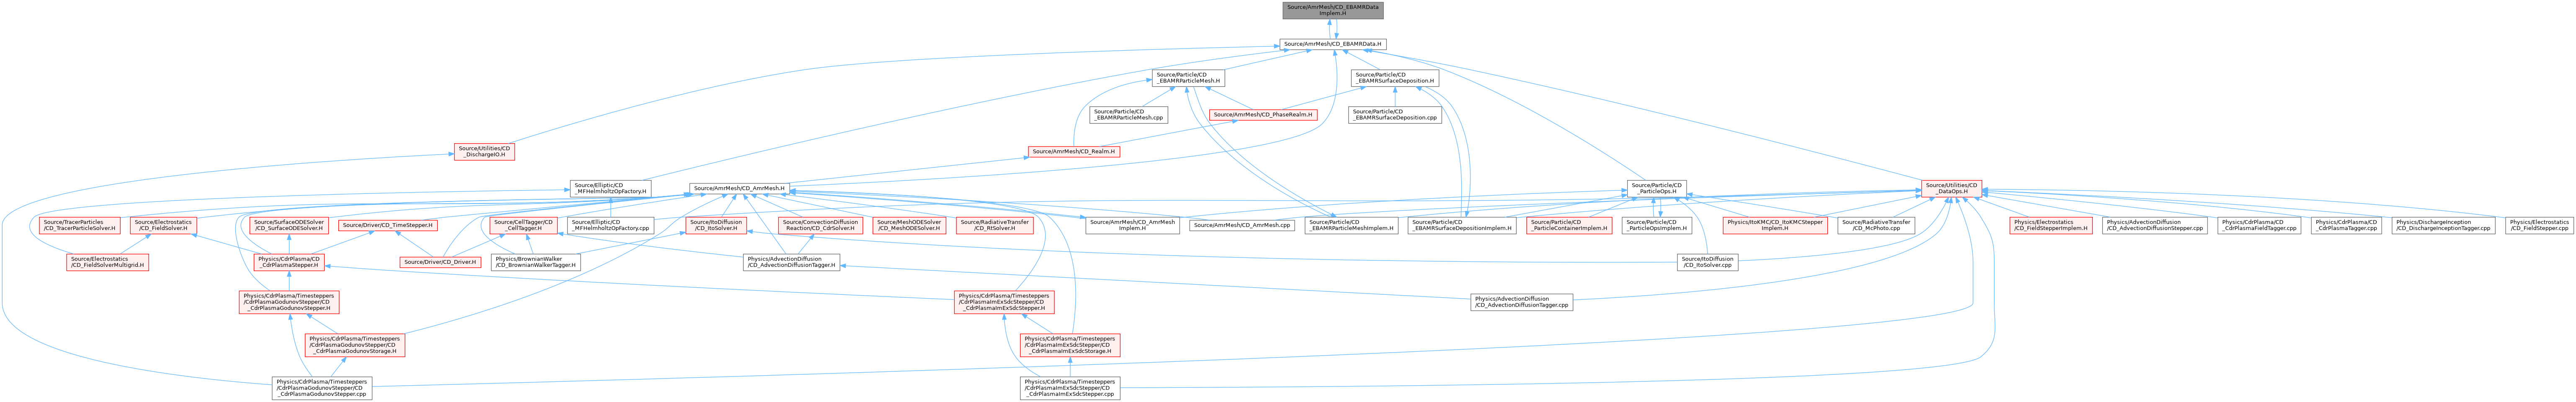 Source/AmrMesh/CD_EBAMRData
Implem.H
Source/AmrMesh/CD_EBAMRData.H
Source/Particle/CD
_EBAMRParticleMesh.H
Source/Particle/CD
_EBAMRSurfaceDeposition.H
Source/Particle/CD
_EBAMRParticleMesh.cpp
Source/AmrMesh/CD_PhaseRealm.H
Source/Particle/CD
_EBAMRSurfaceDeposition.cpp
Source/Utilities/CD
_DischargeIO.H
Source/AmrMesh/CD_Realm.H
Source/Elliptic/CD
_MFHelmholtzOpFactory.H
Source/AmrMesh/CD_AmrMesh.H
Source/Particle/CD
_ParticleOps.H
Source/Utilities/CD
_DataOps.H
Source/TracerParticles
/CD_TracerParticleSolver.H
Source/Electrostatics
/CD_FieldSolver.H
Source/SurfaceODESolver
/CD_SurfaceODESolver.H
Source/Driver/CD_TimeStepper.H
Source/CellTagger/CD
_CellTagger.H
Source/Elliptic/CD
_MFHelmholtzOpFactory.cpp
Source/ItoDiffusion
/CD_ItoSolver.H
Source/ConvectionDiffusion
Reaction/CD_CdrSolver.H
Source/MeshODESolver
/CD_MeshODESolver.H
Source/RadiativeTransfer
/CD_RtSolver.H
Source/AmrMesh/CD_AmrMesh
Implem.H
Source/AmrMesh/CD_AmrMesh.cpp
Source/Particle/CD
_EBAMRParticleMeshImplem.H
Source/Particle/CD
_EBAMRSurfaceDepositionImplem.H
Source/Particle/CD
_ParticleContainerImplem.H
Source/Particle/CD
_ParticleOpsImplem.H
Physics/ItoKMC/CD_ItoKMCStepper
Implem.H
Source/RadiativeTransfer
/CD_McPhoto.cpp
Physics/Electrostatics
/CD_FieldStepperImplem.H
Physics/AdvectionDiffusion
/CD_AdvectionDiffusionStepper.cpp
Physics/CdrPlasma/CD
_CdrPlasmaFieldTagger.cpp
Physics/CdrPlasma/CD
_CdrPlasmaTagger.cpp
Physics/DischargeInception
/CD_DischargeInceptionTagger.cpp
Physics/Electrostatics
/CD_FieldStepper.cpp
Source/Electrostatics
/CD_FieldSolverMultigrid.H
Physics/CdrPlasma/CD
_CdrPlasmaStepper.H
Source/Driver/CD_Driver.H
Physics/BrownianWalker
/CD_BrownianWalkerTagger.H
Physics/AdvectionDiffusion
/CD_AdvectionDiffusionTagger.H
Source/ItoDiffusion
/CD_ItoSolver.cpp
Physics/CdrPlasma/Timesteppers
/CdrPlasmaGodunovStepper/CD
_CdrPlasmaGodunovStepper.H
Physics/CdrPlasma/Timesteppers
/CdrPlasmaImExSdcStepper/CD
_CdrPlasmaImExSdcStepper.H
Physics/AdvectionDiffusion
/CD_AdvectionDiffusionTagger.cpp
Physics/CdrPlasma/Timesteppers
/CdrPlasmaGodunovStepper/CD
_CdrPlasmaGodunovStorage.H
Physics/CdrPlasma/Timesteppers
/CdrPlasmaImExSdcStepper/CD
_CdrPlasmaImExSdcStorage.H
Physics/CdrPlasma/Timesteppers
/CdrPlasmaGodunovStepper/CD
_CdrPlasmaGodunovStepper.cpp
Physics/CdrPlasma/Timesteppers
/CdrPlasmaImExSdcStepper/CD
_CdrPlasmaImExSdcStepper.cpp